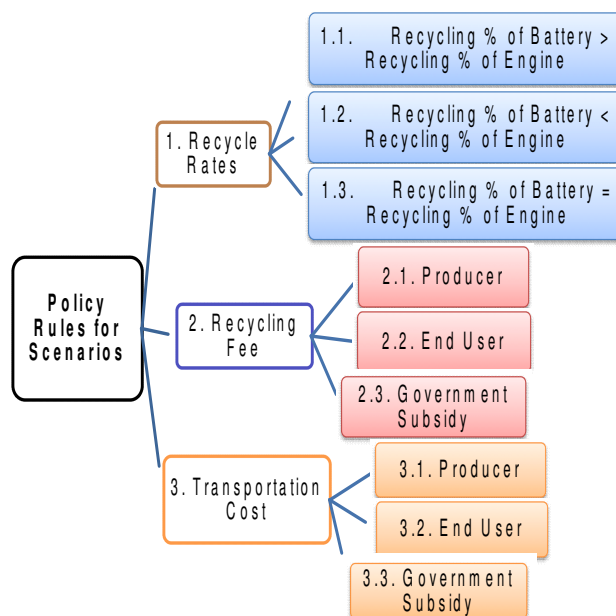 Policy
Rules for
Scenarios
1. Recycle
Rates
1.1. Recycling % of Battery >
Recycling % of Engine
1.2. Recycling % of Battery <
Recycling % of Engine
1.3. Recycling % of Battery =
Recycling % of Engine
2. Recycling
Fee
2.1. Producer
2.2. End User
2.3. Government
Subsidy
3. Transportation
Cost
3.1. Producer
3.2. End User
3.3. Government
Subsidy